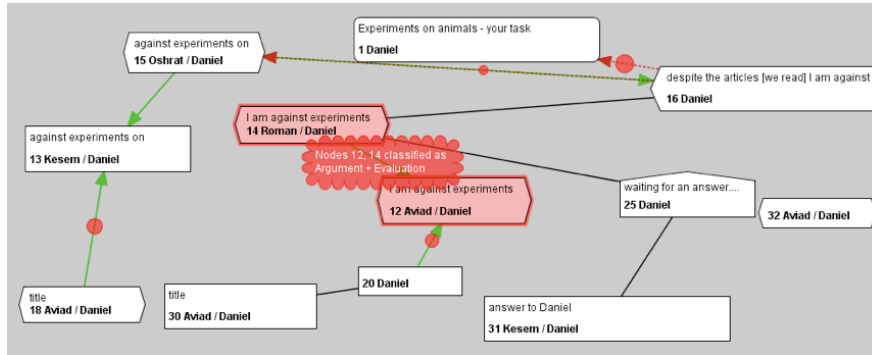 Experiments on animals - your task
1 Daniel
against experiments on
15 Oshrat / Daniel
despite the articles [we read] I am against
16 Daniel
I am against experiments
14 Roman / Daniel
against experiments on
13 Kesem / Daniel
Nodes 12, 14 classified as
Argument + Evaluation
I am against experiments
12 Aviad / Daniel
waiting for an answer....
25 Daniel
32 Aviad / Daniel
20 Daniel
title
18 Aviad / Daniel
title
30 Aviad / Daniel
answer to Daniel
31 Kesem / Daniel